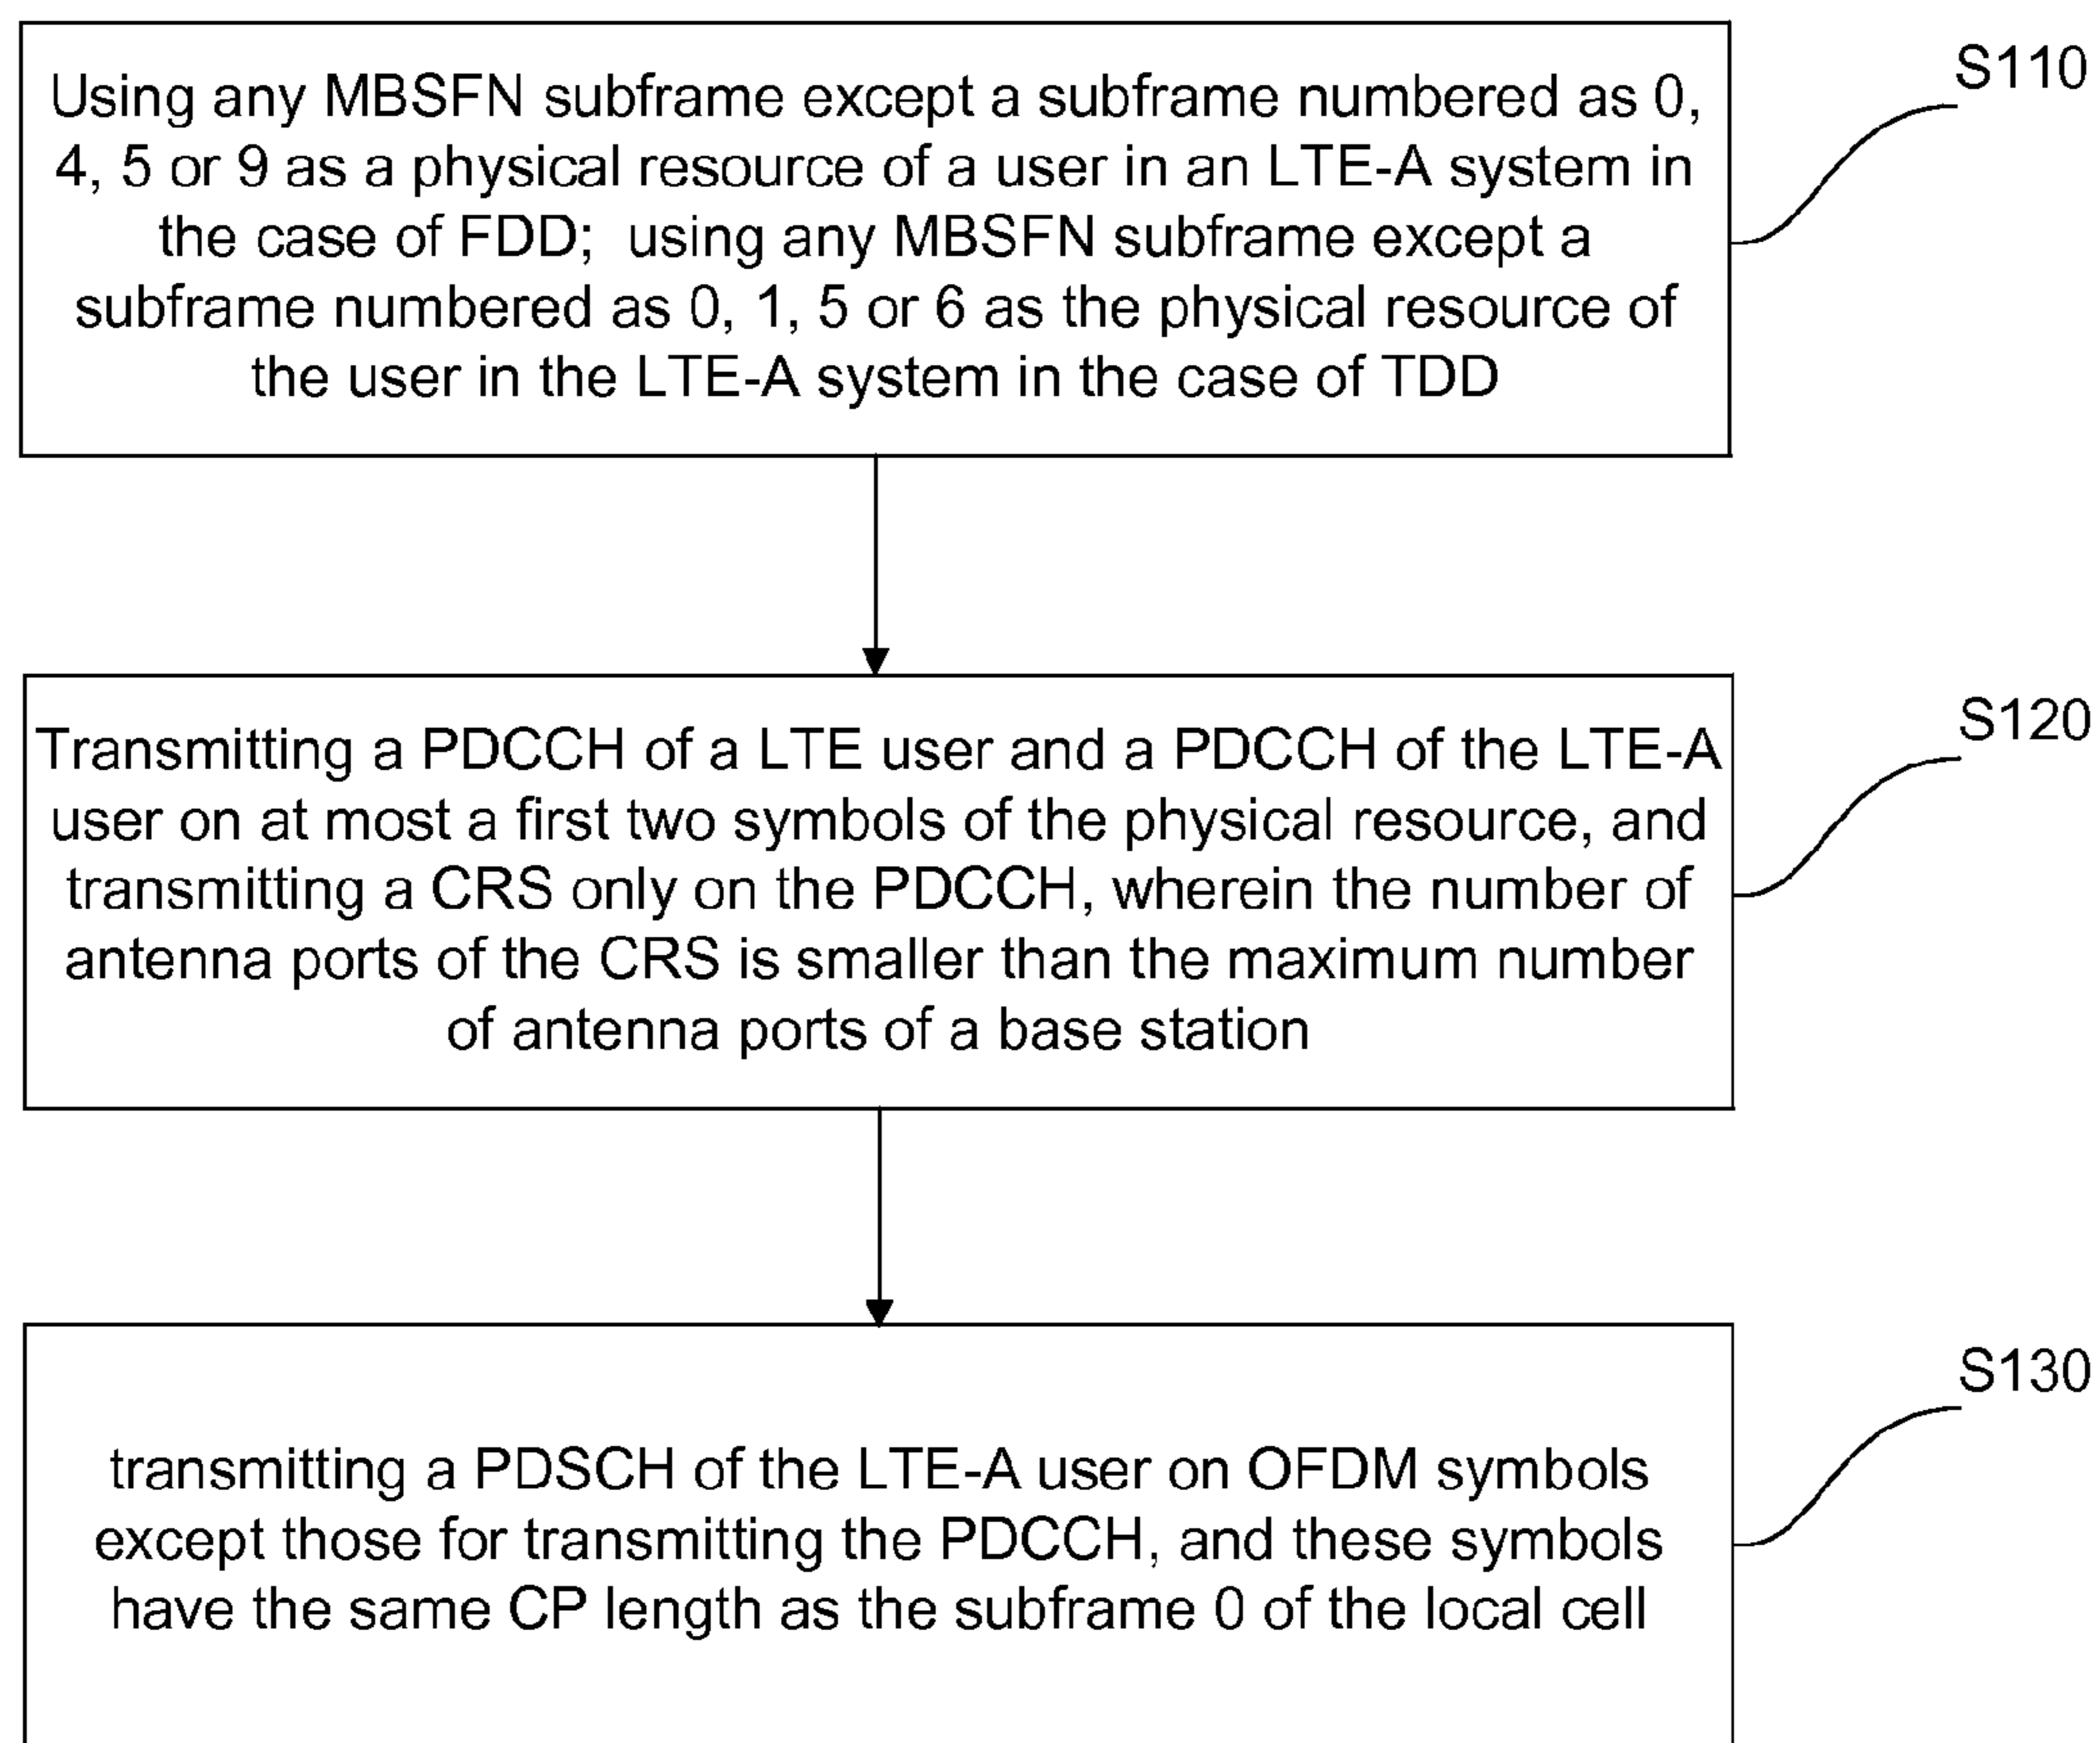 Using any MBSFN subframe except a subframe numbered as 0,
4, 5 or 9 as a physical resource of a user in an LTE-A system in
the case of FDD; using any MBSFN subframe except a
subframe numbered as 0, 1, 5 or 6 as the physical resource of
the user in the LTE-A system in the case of TDD
S110
Transmitting a PDCCH of a LTE user and a PDCCH of the LTE-A
user on at most a first two symbols of the physical resource, and
transmitting a CRS only on the PDCCH, wherein the number of
antenna ports of the CRS is smaller than the maximum number
of antenna ports of a base station
S120
transmitting a PDSCH of the LTE-A user on OFDM symbols
except those for transmitting the PDCCH, and these symbols
have the same CP length as the subframe 0 of the local cell
S130